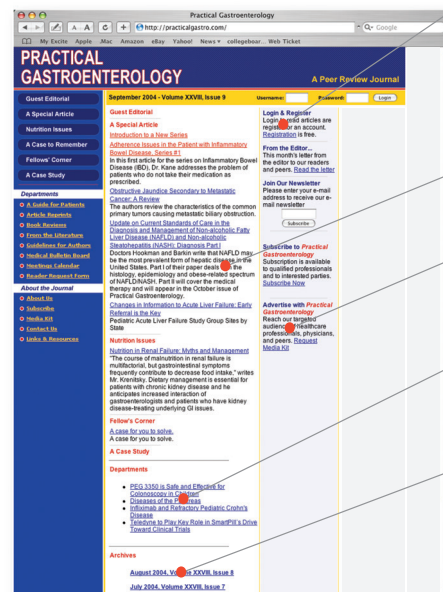 Practical Gastroenterology
A A
http://practicalgastro.com/
Google
My Excite Apple .Mac Amazon eBay Yahoo! News collegeboar... Web Ticket
PRACTICAL
GASTROENTEROLOGY
A Peer Review Journal
September 2004 - Volume XXVIII, Issue 9
Username: Password: Login
Guest Editorial
A Special Article
Nutrition Issues
A Case to Remember
Fellows' Corner
A Case Study
Departments
A Guide for Patients
Article Reprints
Book Reviews
From the Literature
Guidelines for Authors
Medical Bulletin Board
Meetings Calendar
Reader Request Form
About the Journal
About Us
Subscribe
Media Kit
Contact Us
Links & Resources
Guest Editorial
A Special Article
Introduction to a New Series
Adherence Issues in the Patient with Inflammatory
Bowel Disease, Series #1
In this first article for the series on Inflammatory Bowel
Disease (IBD), Dr. Kane addresses the problem of
patients who do not take their medication as
prescribed.
Obstructive Jaundice Secondary to Metastatic
Cancer: A Review
The authors review the characteristics of the common
primary tumors causing metastatic biliary obstruction.
Update on Current Standards of Care in the
Diagnosis and Management of Non-alcoholic Fatty
Liver Disease (NAFLD) and Non-alcoholic
Steatohepatitis (NASH): Diagnosis Part I
Doctors Hookman and Barkin write that NAFLD may
be the most prevalent form of hepatic disease in the
United States. Part I of their paper deals the
histology, epidemiology and obese-related spectrum
of NAFLD/NASH. Part II will cover the medical
therapy and will appear in the October issue of
Practical Gastroenterology.
Changes in Information to Acute Liver Failure: Early
Referral is the Key
Pediatric Acute Liver Failure Study Group Sites by
State
Nutrition Issues
Nutrition in Renal Failure: Myths and Management
"The course of malnutrition in renal failure is
multifactorial, but gastrointestinal symptoms
frequently contribute to decrease food intake," writes
Mr. Krenitsky. Dietary management is essential for
patients with chronic kidney disease and he
anticipates increased interaction of
gastroenterologists and patients who have kidney
disease-treating underlying GI issues.
Fellow's Corner
A case for you to solve.
A case for you to solve.
A Case Study
Departments
PEG 3350 is Safe and Effective for
Colonoscopy in Children
Diseases of the Pancreas
Infliximab and Refractory Pediatric Crohn's
Disease
Teledyne to Play Key Role in SmartPill's Drive
Toward Clinical Trials
Archives
August 2004, Volume XXVIII, Issue 8
July 2004, Volume XXVIII, Issue 7
Login & Register
Login to read articles are
register for an account.
Registration is free.
From the Editor...
This month's letter from
the editor to our readers
and peers. Read the letter
Join Our Newsletter
Please enter your e-mail
address to receive our e-
mail newsletter
Subscribe
Subscribe to Practical
Gastroenterology
Subscription is available
to qualified professionals
and to interested parties.
Subscribe Now
Advertise with Practical
Gastroenterology
Reach our targeted
audience healthcare
professionals, physicians,
and peers. Request
Media Kit